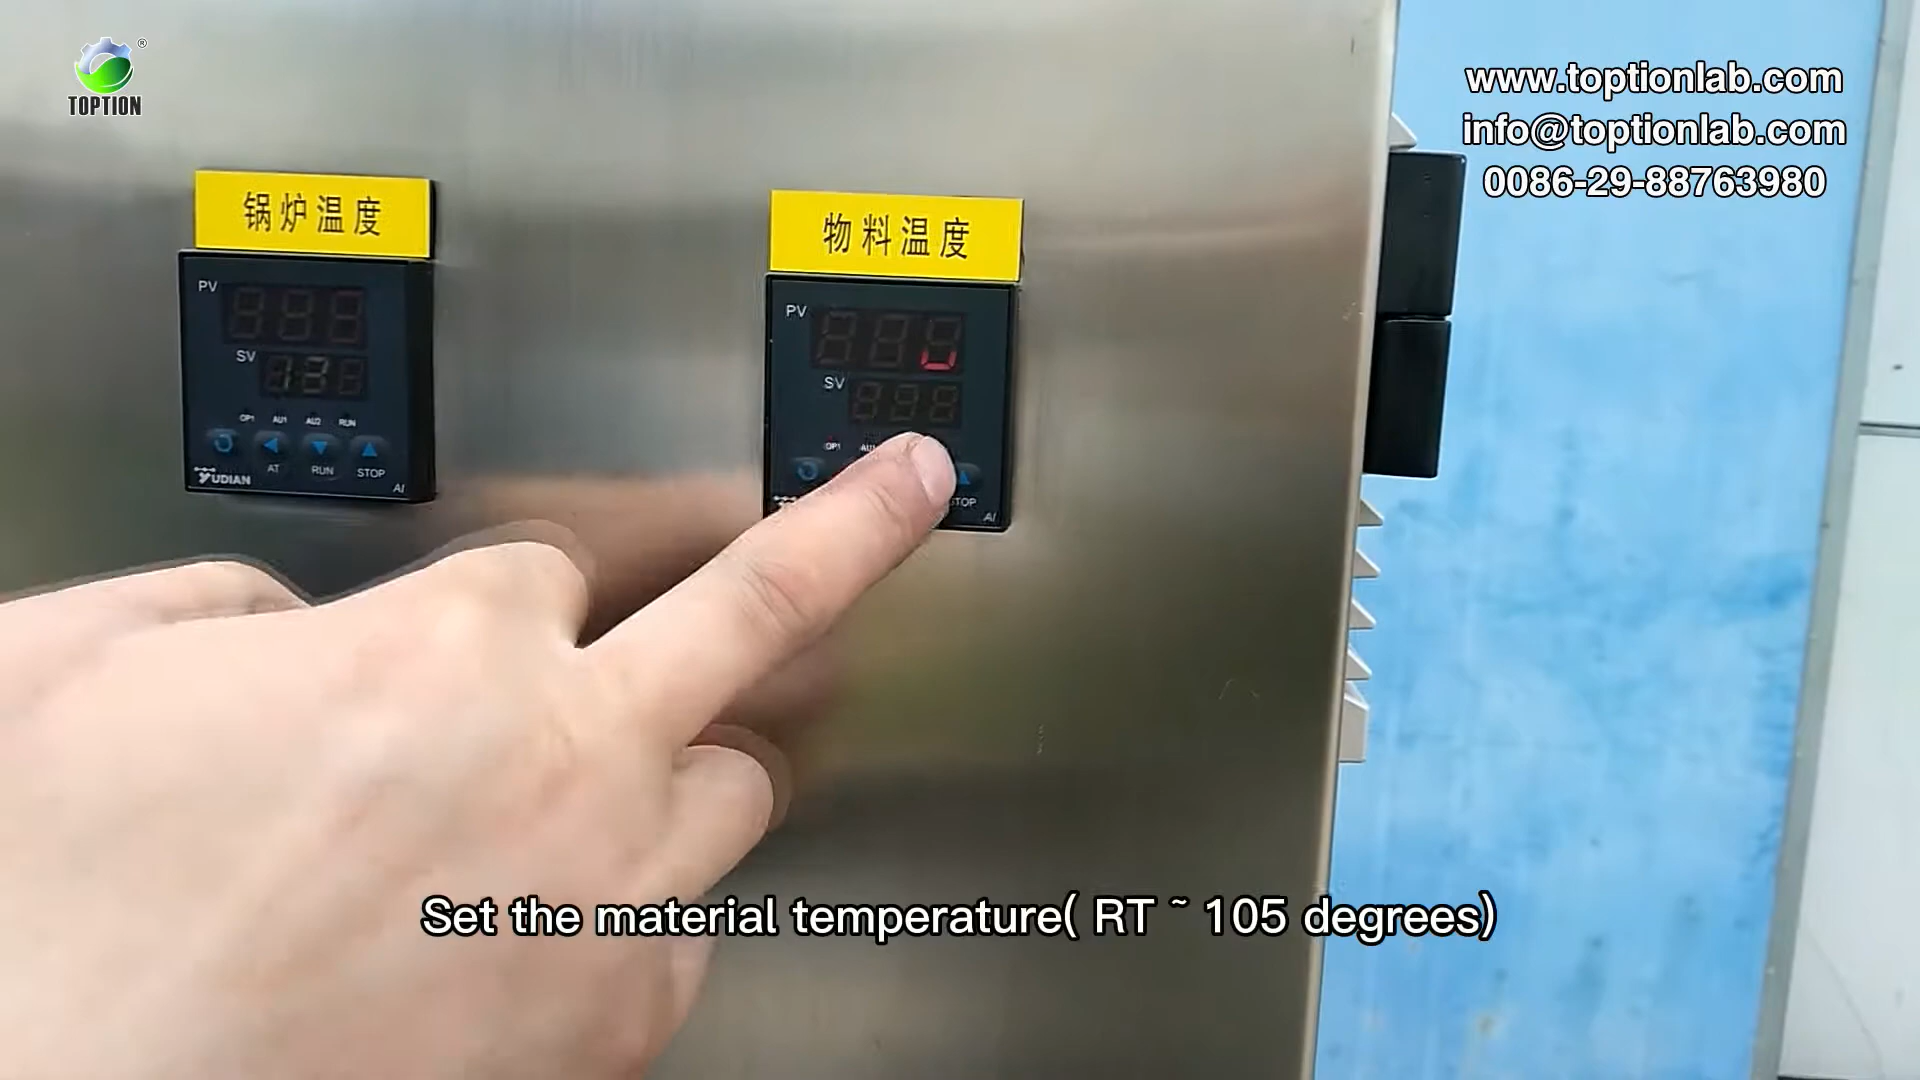 TOPTION
www.toptionlab.com
info@toptionlab.com
0086-29-88763980
锅炉温度
PV
SV
OP1 AU1 AU2 RUN
AT RUN STOP
YUDIAN AI
物料温度
PV
SV
OP1 AU1
STOP
AI
Set the material temperature( RT ~ 105 degrees)